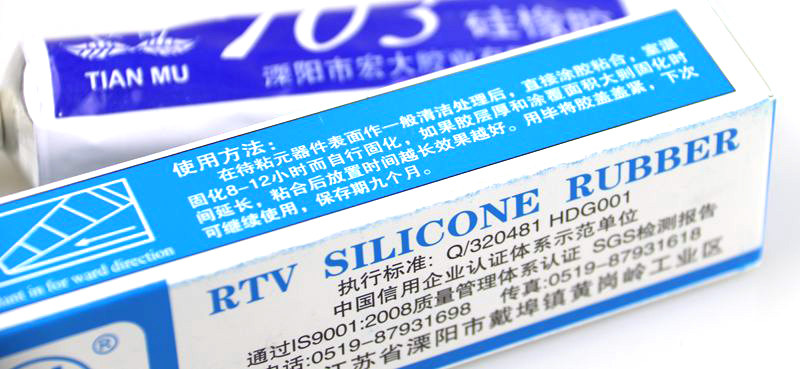 703 硅橡胶
TIAN MU
溧阳市宏大胶业有
使用方法:
在待粘元器件表面作一般清洁处理后，直接涂胶粘合，室温
固化8-12小时而自行固化，如果胶层厚和涂覆面积大则固化时
间延长，粘合后放置时间越长效果越好。用毕将胶盖盖紧，下次
可继续使用，保存期九个月。
tant in for ward direction
RTV SILICONE RUBBER
执行标准: Q/320481 HDG001
中国信用企业认证体系示范单位
通过IS9001:2008质量管理体系认证 SGS检测报告
电话:0519-87931698 传真:0519-87931618
江苏省溧阳市戴埠镇黄岗岭工业区
®